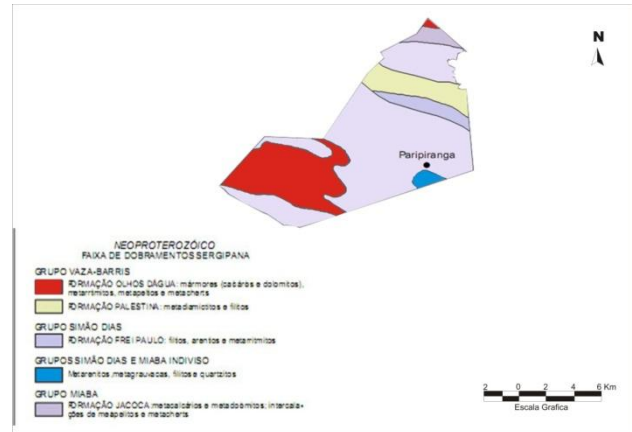 N
Paripiranga
NEOPROTEROZÓICO
FAIXA DE DOBRAMENTOS SERGIPANA
GRUPO VAZA-BARRIS
FORMAÇÃO OLHOS DÁGUA: mármores e dolomitos),
metarritmitos, metapelitos e metacherts
FORMAÇÃO PALESTINA: metadiamictitos e filitos
GRUPO SIMÃO DIAS
FORMAÇÃO FREI PAULO: filitos, arenitos e metarritmitos
GRUPOS SIMÃO DIAS E MIABA INDIVISO
Metarenitos, metagrauvacas, filitos e quartzitos
GRUPO MIABA
FORMAÇÃO JACOCA: metacalcários e metadolomitos; intercala-
ções de metapelitos e metacherts
2 0 2 4 6 Km
Escala Grafica